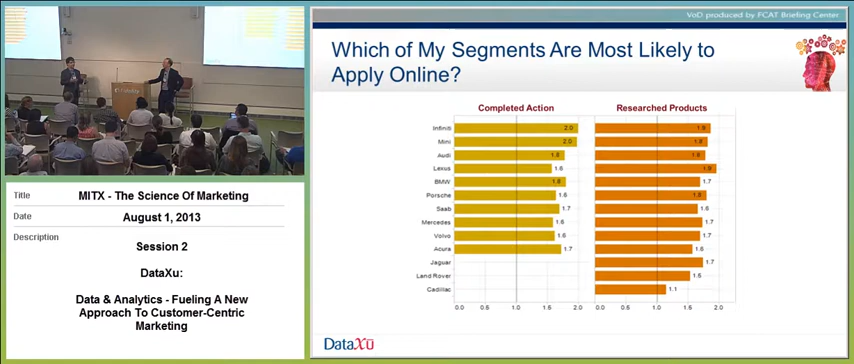 VoD produced by FCAT Briefing Center
Which of My Segments Are Most Likely to
Apply Online?
Completed Action
Researched Products
Infiniti 2.0 1.9
Mini 2.0 1.8
Audi 1.8 1.8
Lexus 1.6 1.9
BMW 1.8 1.7
Porsche 1.6 1.8
Saab 1.7 1.6
Mercedes 1.6 1.7
Volvo 1.6 1.7
Acura 1.7 1.6
Jaguar 1.7
Land Rover 1.5
Cadillac 1.1
0.0 0.5 1.0 1.5 2.0 0.0 0.5 1.0 1.5 2.0
DataXu
Title MITX - The Science Of Marketing
Date August 1, 2013
Description
Session 2
DataXu:
Data & Analytics - Fueling A New
Approach To Customer-Centric
Marketing